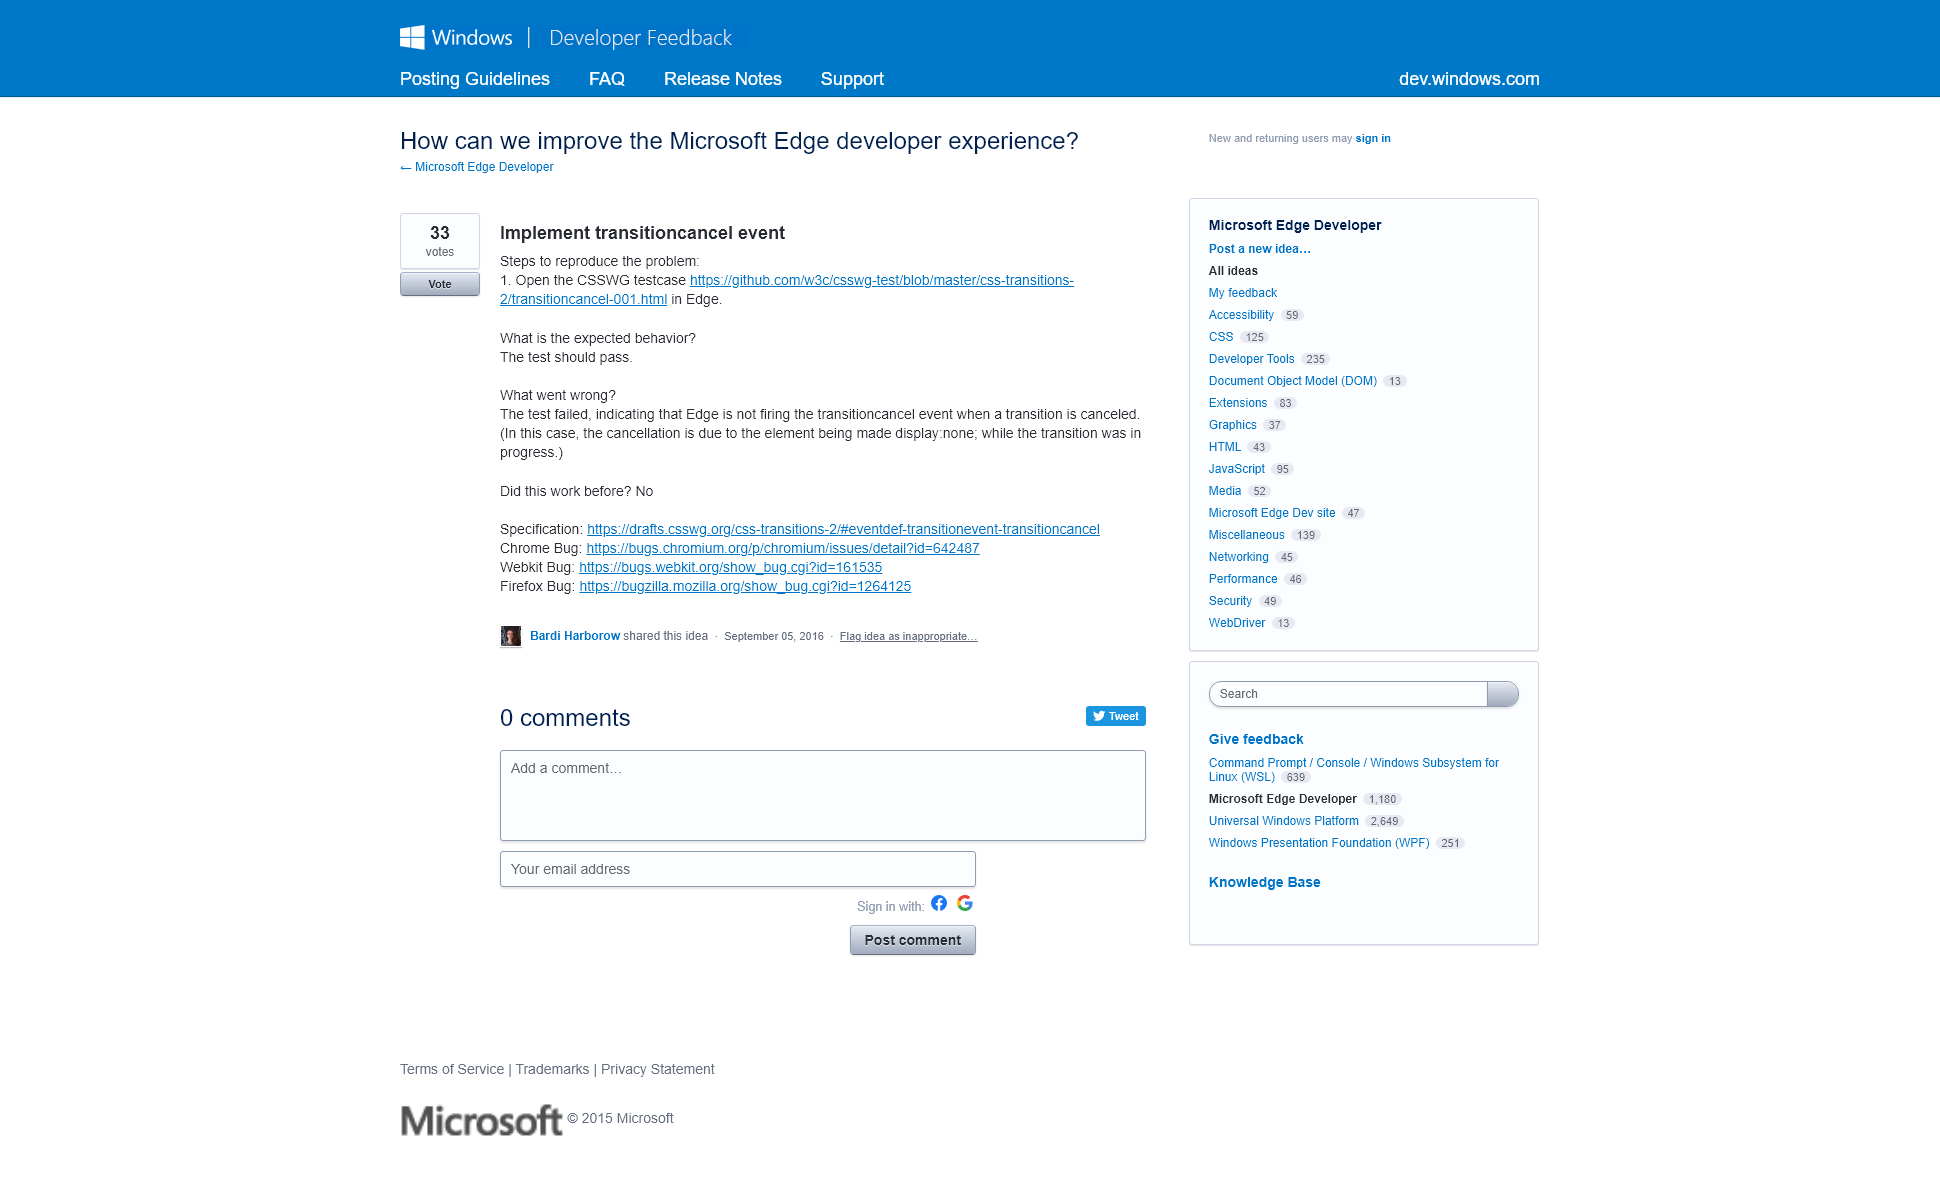 Windows | Developer Feedback
Posting Guidelines FAQ Release Notes Support dev.windows.com
How can we improve the Microsoft Edge developer experience?
← Microsoft Edge Developer
New and returning users may sign in
33
votes
Vote
Implement transitioncancel event
Steps to reproduce the problem:
1. Open the CSSWG testcase https://github.com/w3c/csswg-test/blob/master/css-transitions-
2/transitioncancel-001.html in Edge.
What is the expected behavior?
The test should pass.
What went wrong?
The test failed, indicating that Edge is not firing the transitioncancel event when a transition is canceled.
(In this case, the cancellation is due to the element being made display:none; while the transition was in
progress.)
Did this work before? No
Specification: https://drafts.csswg.org/css-transitions-2/#eventdef-transitionevent-transitioncancel
Chrome Bug: https://bugs.chromium.org/p/chromium/issues/detail?id=642487
Webkit Bug: https://bugs.webkit.org/show_bug.cgi?id=161535
Firefox Bug: https://bugzilla.mozilla.org/show_bug.cgi?id=1264125
Bardi Harborow shared this idea · September 05, 2016 · Flag idea as inappropriate…
0 comments
Tweet
Add a comment…
Your email address
Sign in with:
Post comment
Microsoft Edge Developer
Post a new idea…
All ideas
My feedback
Accessibility 59
CSS 125
Developer Tools 235
Document Object Model (DOM) 13
Extensions 83
Graphics 37
HTML 43
JavaScript 95
Media 52
Microsoft Edge Dev site 47
Miscellaneous 139
Networking 45
Performance 46
Security 49
WebDriver 13
Search
Give feedback
Command Prompt / Console / Windows Subsystem for
Linux (WSL) 639
Microsoft Edge Developer 1,180
Universal Windows Platform 2,649
Windows Presentation Foundation (WPF) 251
Knowledge Base
Terms of Service | Trademarks | Privacy Statement
Microsoft © 2015 Microsoft